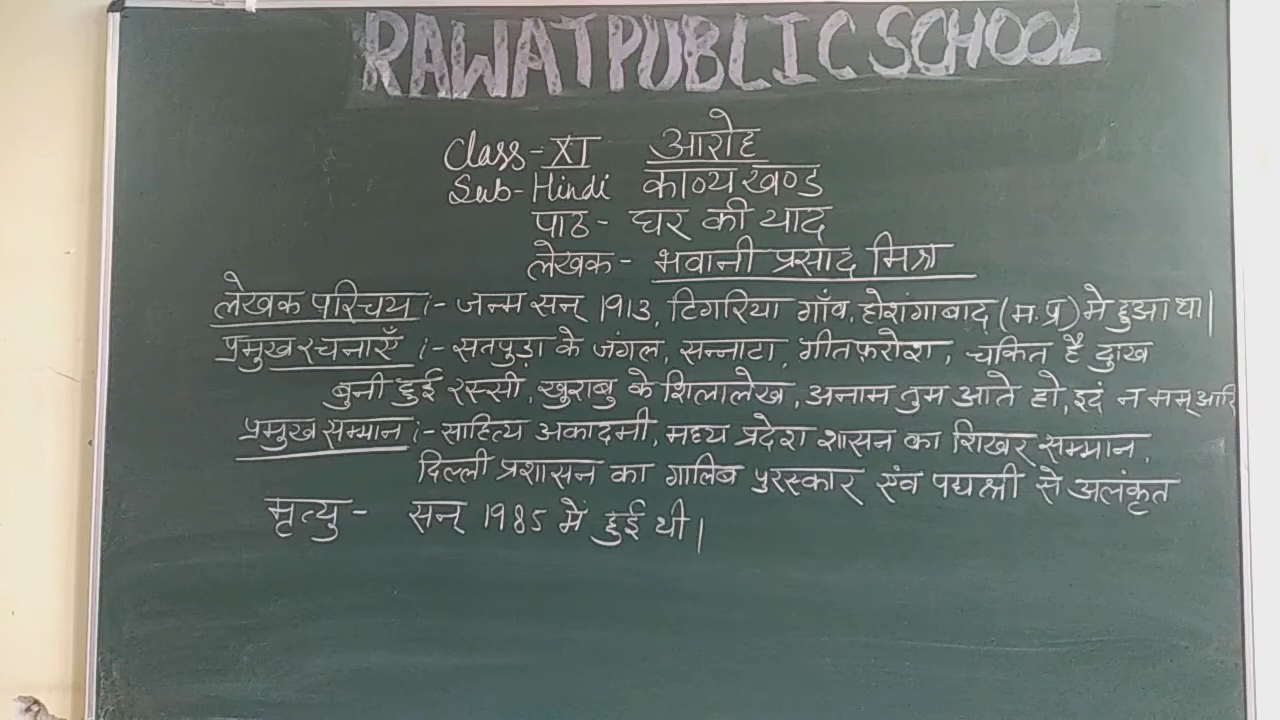 RAWAT PUBLIC SCHOOL
Class-XI आरोह
Sub-Hindi काव्य खण्ड
पाठ - घर की याद
लेखक - भवानी प्रसाद मिश्र
लेखक परिचय :- जन्म सन् 1913, टिगरिया गाँव, होशंगाबाद (म.प्र) मे हुआ था|
प्रमुख रचनाएँ :- सतपुड़ा के जंगल, सन्नाटा, गीतफ़रोश, चकित है दुःख
बुनी हुई रस्सी, खुशबु के शिलालेख, अनाम तुम आते हो, इदं न मम् आदि
प्रमुख सम्मान :- साहित्य अकादमी, मध्य प्रदेश शासन का शिखर सम्मान,
दिल्ली प्रशासन का गालिब पुरस्कार एंव पद्मश्री से अलंकृत
मृत्यु - सन् 1985 में हुई थी|